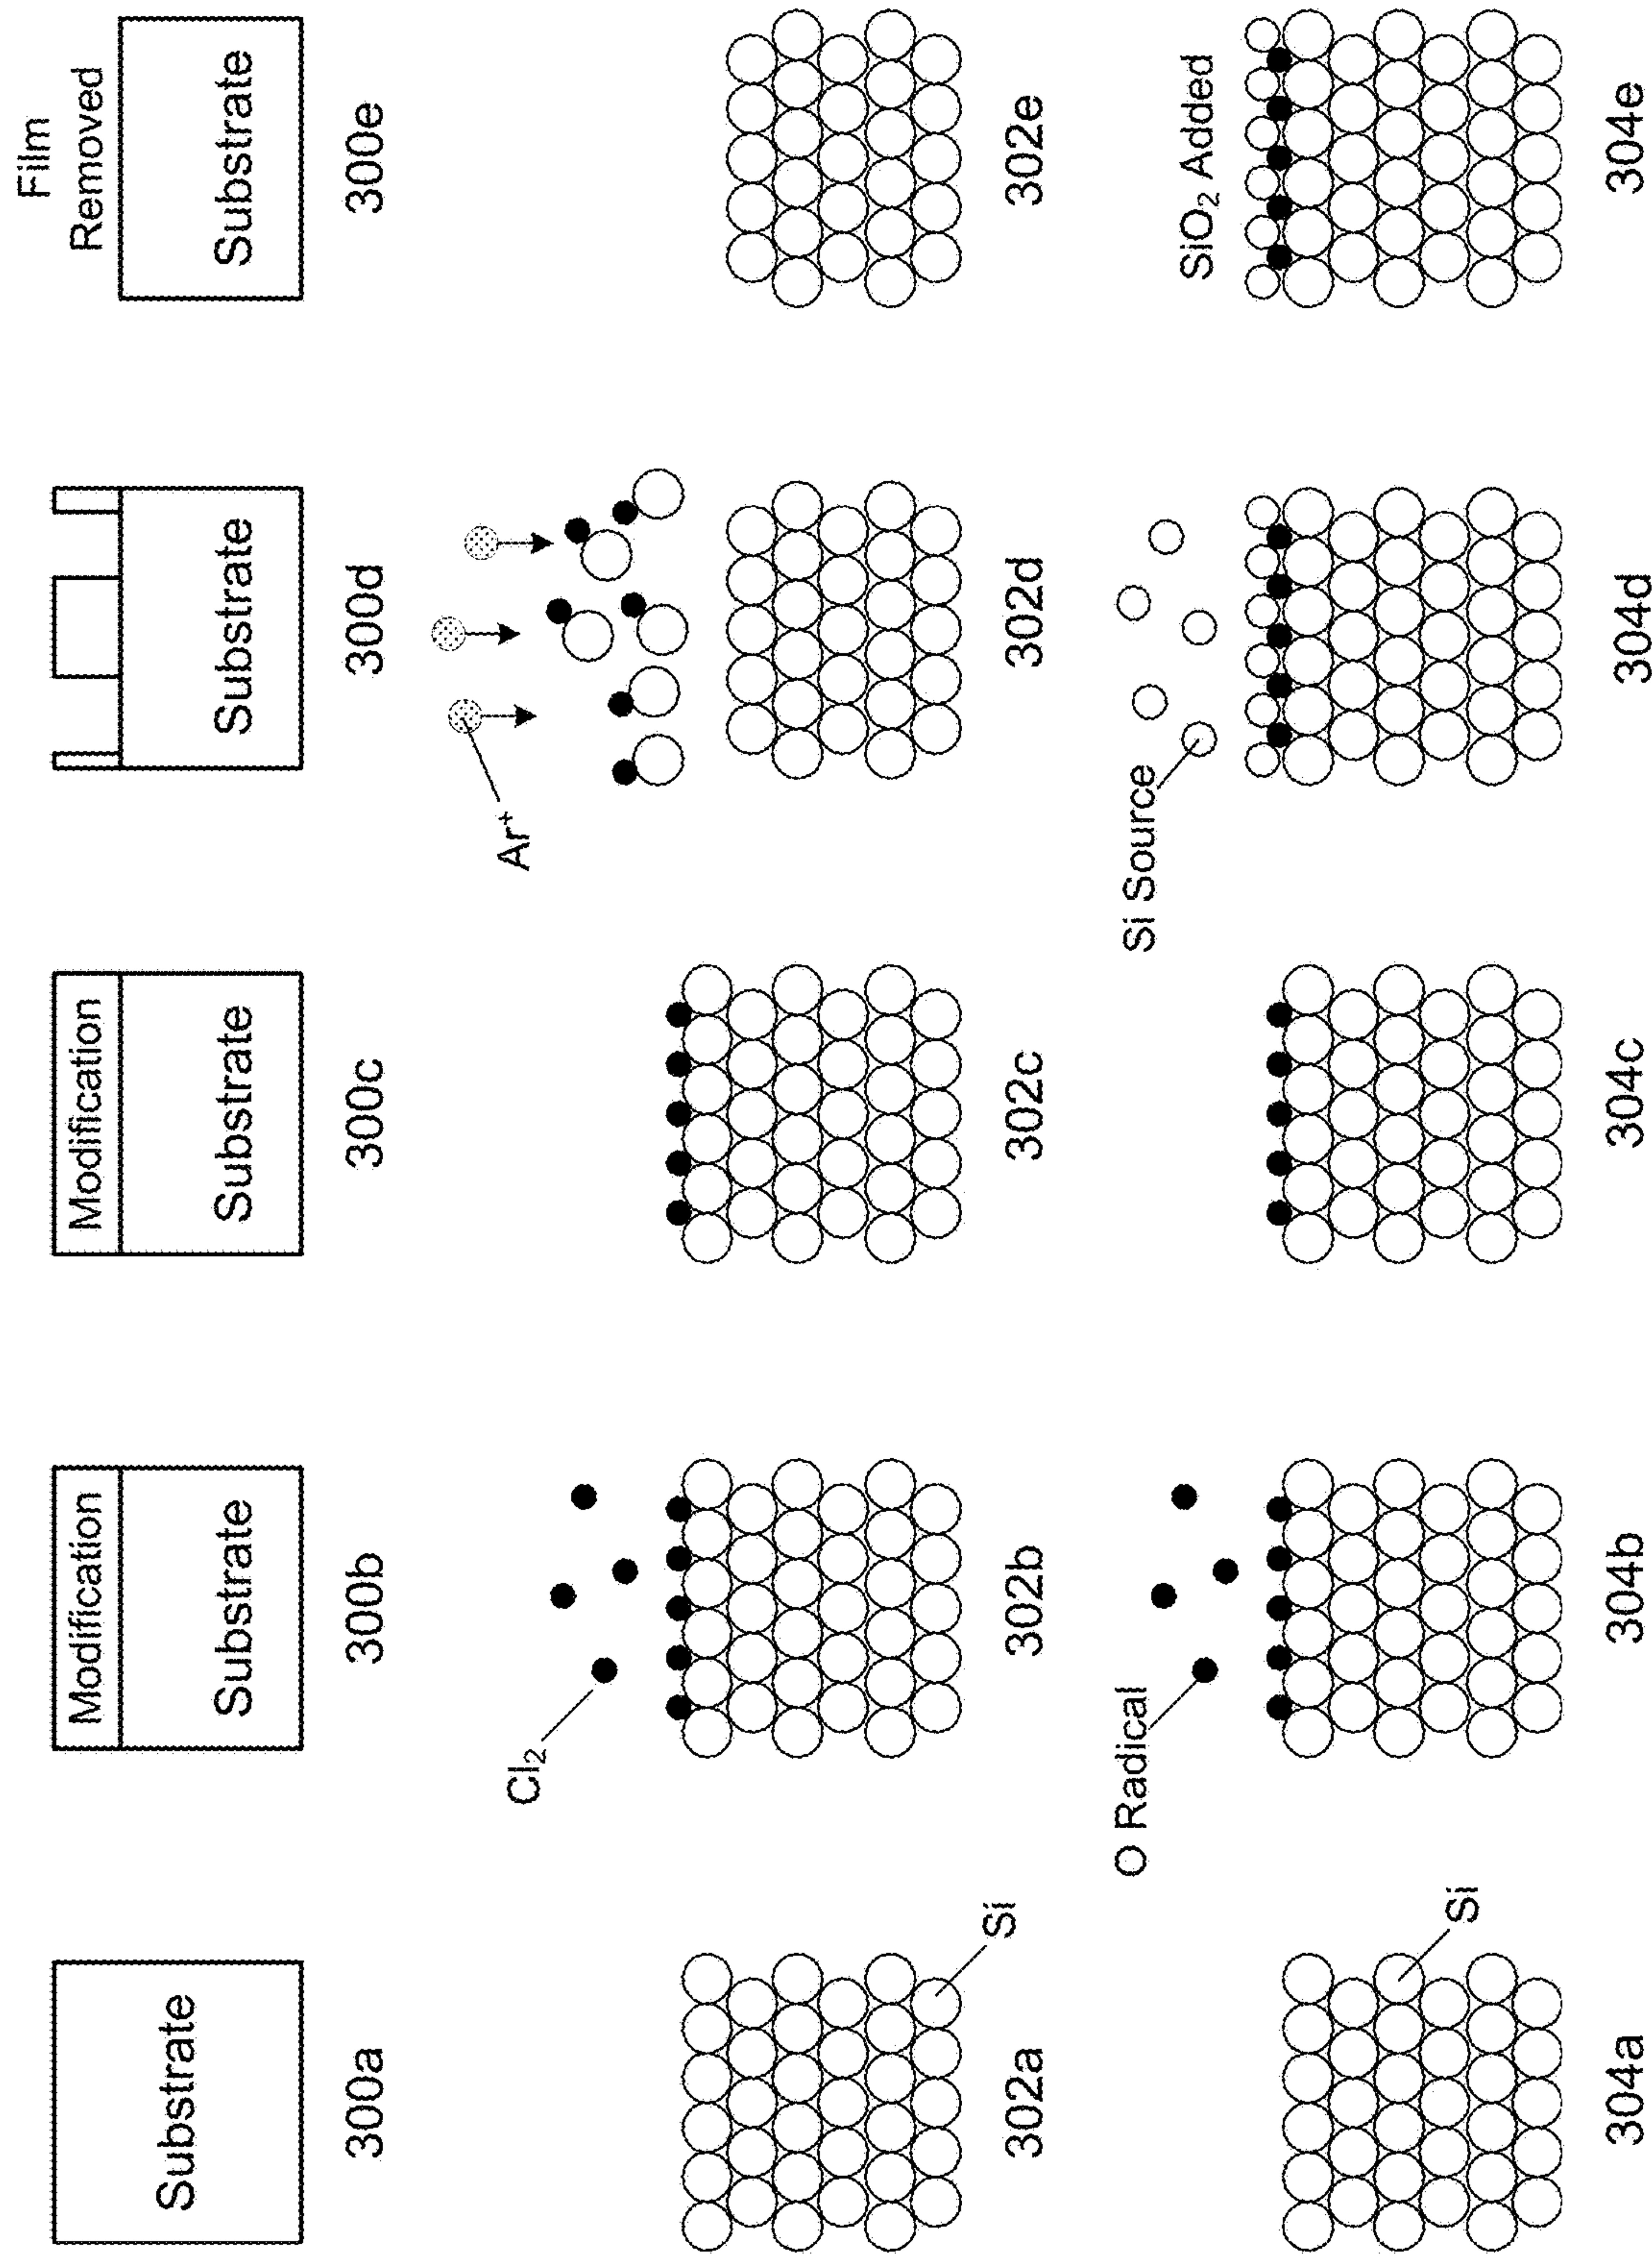 Substrate
300a
Modification
Substrate
300b
Modification
Substrate
300c
Substrate
300d
Film
Removed
Substrate
300e
Si
302a
Cl₂
302b
302c
Ar⁺
302d
302e
Si
304a
O Radical
304b
304c
Si Source
304d
SiO₂ Added
304e